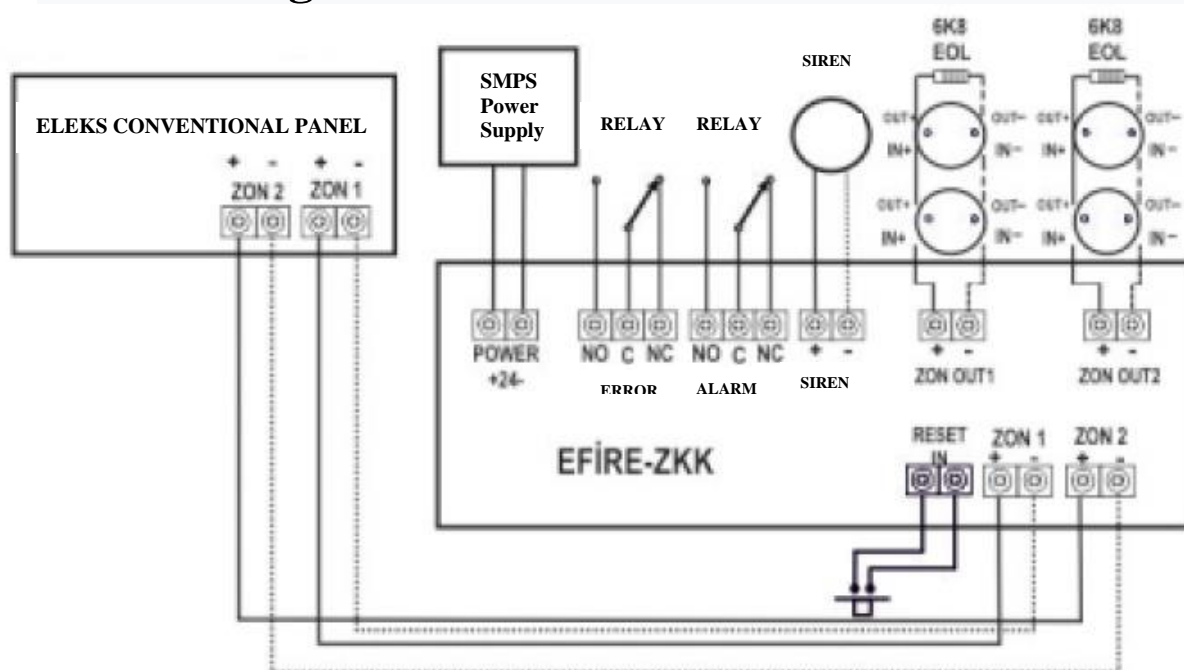 ELEKS CONVENTIONAL PANEL
+ - + -
ZON 2 ZON 1
SMPS
Power
Supply
RELAY RELAY
SIREN
6K8
EOL
6K8
EOL
OUT+ OUT- OUT+ OUT-
IN+ IN- IN+ IN-
OUT+ OUT- OUT+ OUT-
IN+ IN- IN+ IN-
POWER
+24-
NO C NC
ERROR
NO C NC
ALARM
+ -
SIREN
+ -
ZON OUT1
+ -
ZON OUT2
EFİRE-ZKK
RESET
IN
ZON 1
+ -
ZON 2
+ -